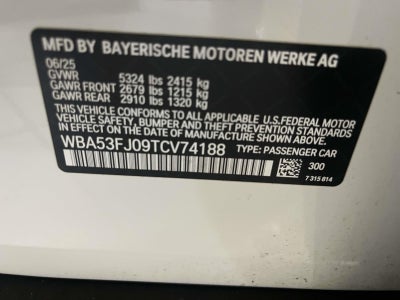 MFD BY BAYERISCHE MOTOREN WERKE AG
06/25
GVWR 5324 lbs 2415 kg
GAWR FRONT 2679 lbs 1215 kg
GAWR REAR 2910 lbs 1320 kg
THIS VEHICLE CONFORMS TO ALL APPLICABLE U.S.FEDERAL MOTOR
VEHICLE SAFETY, BUMPER, AND THEFT PREVENTION STANDARDS
IN EFFECT ON THE DATE OF MANUFACTURE SHOWN ABOVE.
WBA53FJ09TCV74188 TYPE: PASSENGER CAR
300
7 315 814